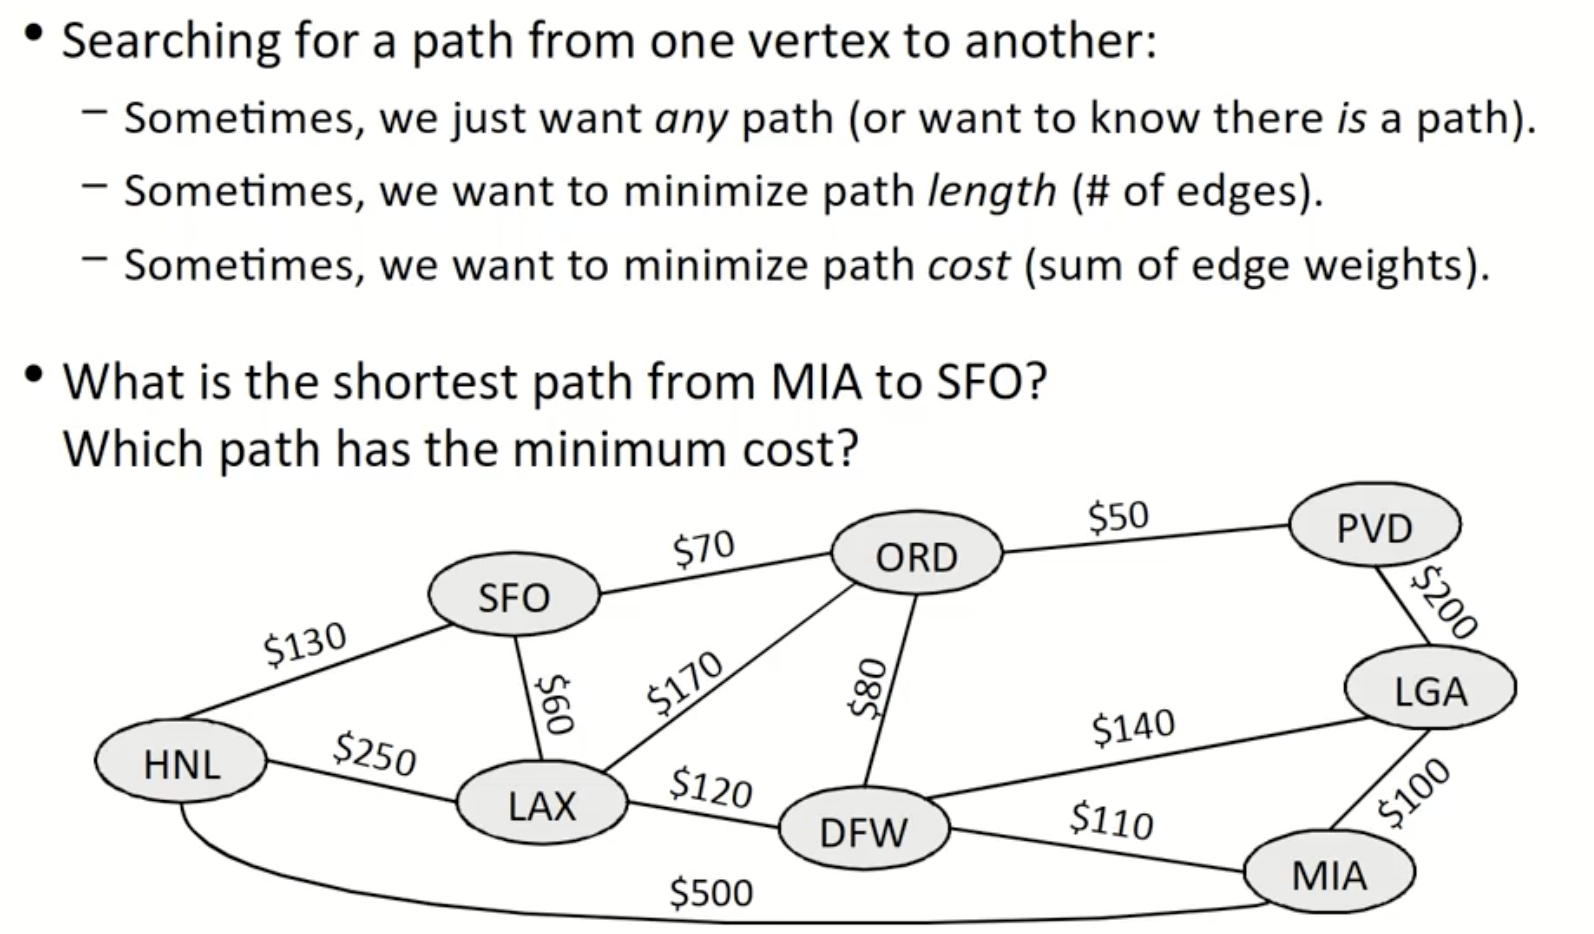 • Searching for a path from one vertex to another:
– Sometimes, we just want any path (or want to know there is a path).
– Sometimes, we want to minimize path length (# of edges).
– Sometimes, we want to minimize path cost (sum of edge weights).
• What is the shortest path from MIA to SFO?
Which path has the minimum cost?
$50
PVD
$70
ORD
SFO
$200
$130
$60
$170
$80
LGA
$140
HNL
$250
LAX
$120
DFW
$110
$100
MIA
$500